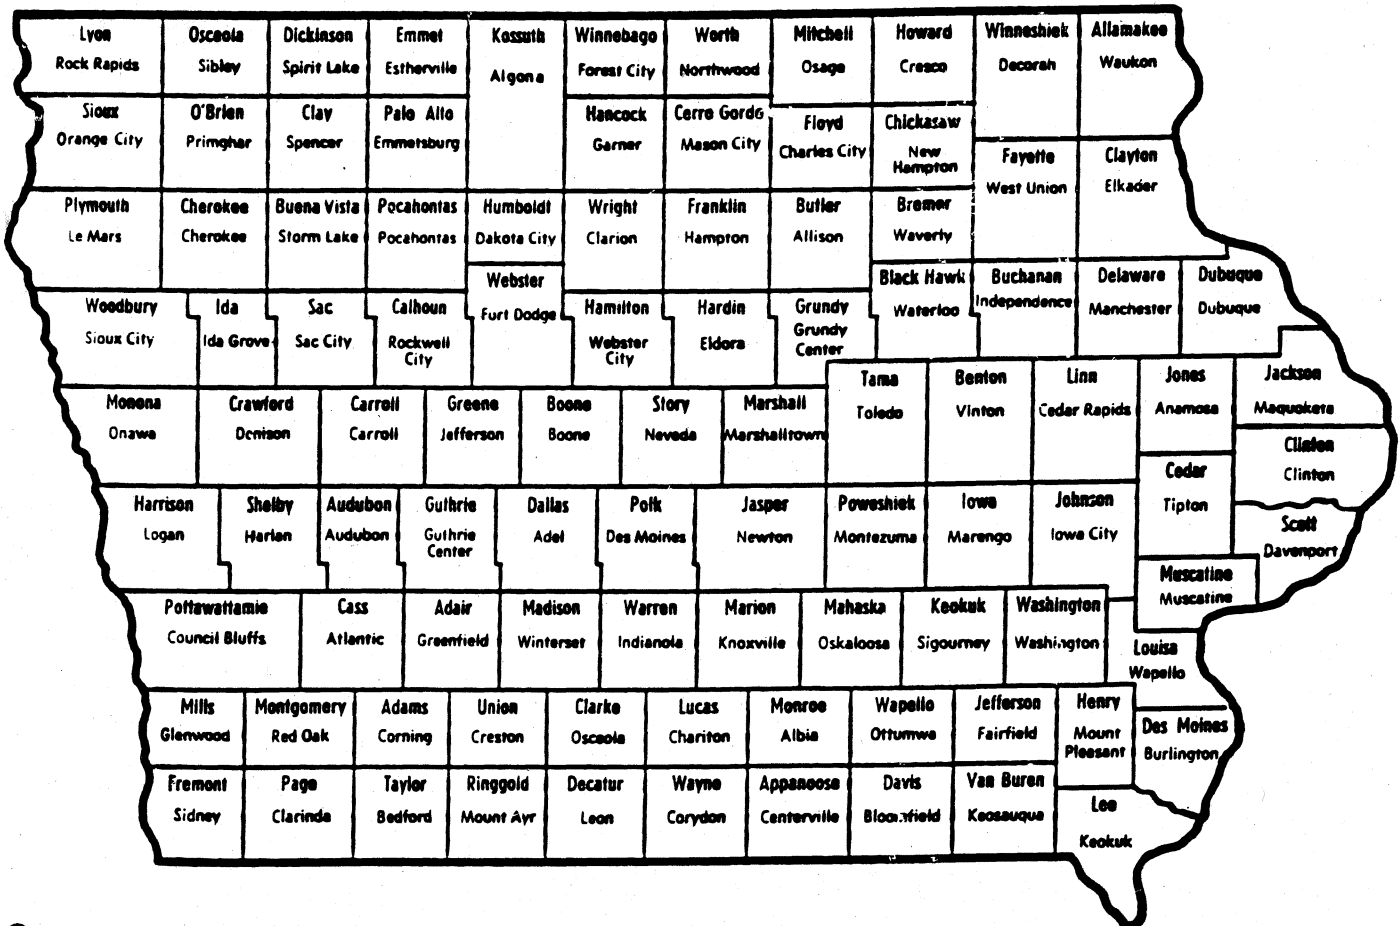 Lyon
Rock Rapids
Osceola
Sibley
Dickinson
Spirit Lake
Emmet
Estherville
Kossuth
Algona
Winnebago
Forest City
Worth
Northwood
Mitchell
Osage
Howard
Cresco
Winneshiek
Decorah
Allamakee
Waukon
Sioux
Orange City
O'Brien
Primghar
Clay
Spencer
Palo Alto
Emmetsburg
Hancock
Garner
Cerro Gordo
Mason City
Floyd
Charles City
Chickasaw
New
Hampton
Fayette
West Union
Clayton
Elkader
Plymouth
Le Mars
Cherokee
Cherokee
Buena Vista
Storm Lake
Pocahontas
Pocahontas
Humboldt
Dakota City
Wright
Clarion
Franklin
Hampton
Butler
Allison
Bremer
Waverly
Webster
Furt Dodge
Black Hawk
Waterloo
Buchanan
Independence
Delaware
Manchester
Dubuque
Dubuque
Woodbury
Sioux City
Ida
Ida Grove
Sac
Sac City
Calhoun
Rockwell
City
Hamilton
Webster
City
Hardin
Eldora
Grundy
Grundy
Center
Tama
Toledo
Benton
Vinton
Linn
Cedar Rapids
Jones
Anamosa
Jackson
Maquoketa
Monona
Onawa
Crawford
Denison
Carroll
Carroll
Greene
Jefferson
Boone
Boone
Story
Nevada
Marshall
Marshalltown
Clinton
Clinton
Cedar
Tipton
Harrison
Logan
Shelby
Harlan
Audubon
Audubon
Guthrie
Guthrie
Center
Dallas
Adel
Polk
Des Moines
Jasper
Newton
Poweshiek
Montezuma
Iowa
Marengo
Johnson
Iowa City
Scott
Davenport
Muscatine
Muscatine
Pottawattamie
Council Bluffs
Cass
Atlantic
Adair
Greenfield
Madison
Winterset
Warren
Indianola
Marion
Knoxville
Mahaska
Oskaloosa
Keokuk
Sigourney
Washington
Washington
Louisa
Wapello
Mills
Glenwood
Montgomery
Red Oak
Adams
Corning
Union
Creston
Clarke
Osceola
Lucas
Chariton
Monroe
Albia
Wapello
Ottumwa
Jefferson
Fairfield
Henry
Mount
Pleasant
Des Moines
Burlington
Fremont
Sidney
Page
Clarinda
Taylor
Bedford
Ringgold
Mount Ayr
Decatur
Leon
Wayne
Corydon
Appanoose
Centerville
Davis
Bloomfield
Van Buren
Keosauqua
Lee
Keokuk